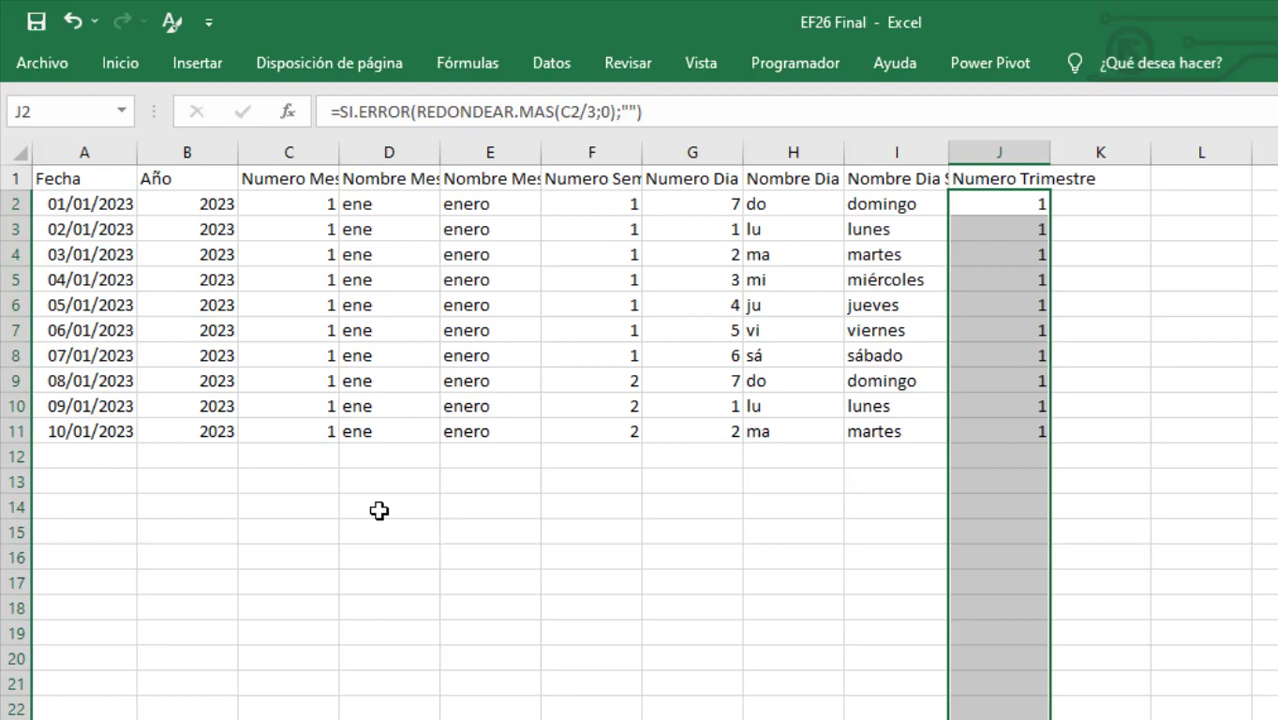 EF26 Final - Excel
Archivo Inicio Insertar Disposición de página Fórmulas Datos Revisar Vista Programador Ayuda Power Pivot ¿Qué desea hacer?
J2 fx =SI.ERROR(REDONDEAR.MAS(C2/3;0);"")
A B C D E F G H I J K L
1 Fecha Año Numero Mes Nombre Mes Nombre Mes Numero Sem Numero Dia Nombre Dia Nombre Dia S Numero Trimestre
2 01/01/2023 2023 1 ene enero 1 7 do domingo 1
3 02/01/2023 2023 1 ene enero 1 1 lu lunes 1
4 03/01/2023 2023 1 ene enero 1 2 ma martes 1
5 04/01/2023 2023 1 ene enero 1 3 mi miércoles 1
6 05/01/2023 2023 1 ene enero 1 4 ju jueves 1
7 06/01/2023 2023 1 ene enero 1 5 vi viernes 1
8 07/01/2023 2023 1 ene enero 1 6 sá sábado 1
9 08/01/2023 2023 1 ene enero 2 7 do domingo 1
10 09/01/2023 2023 1 ene enero 2 1 lu lunes 1
11 10/01/2023 2023 1 ene enero 2 2 ma martes 1
12
13
14
15
16
17
18
19
20
21
22